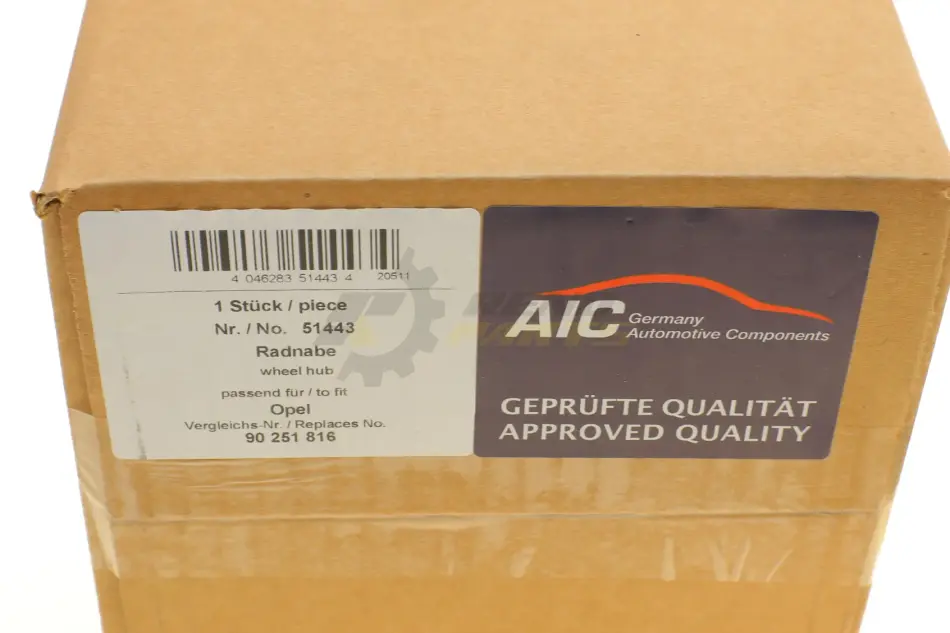 4 046283 51443 4 20511
1 Stück / piece
Nr. / No. 51443
Radnabe
wheel hub
passend für / to fit
Opel
Vergleichs-Nr. / Replaces No.
90 251 816
AIC Germany
Automotive Components
GEPRÜFTE QUALITÄT
APPROVED QUALITY